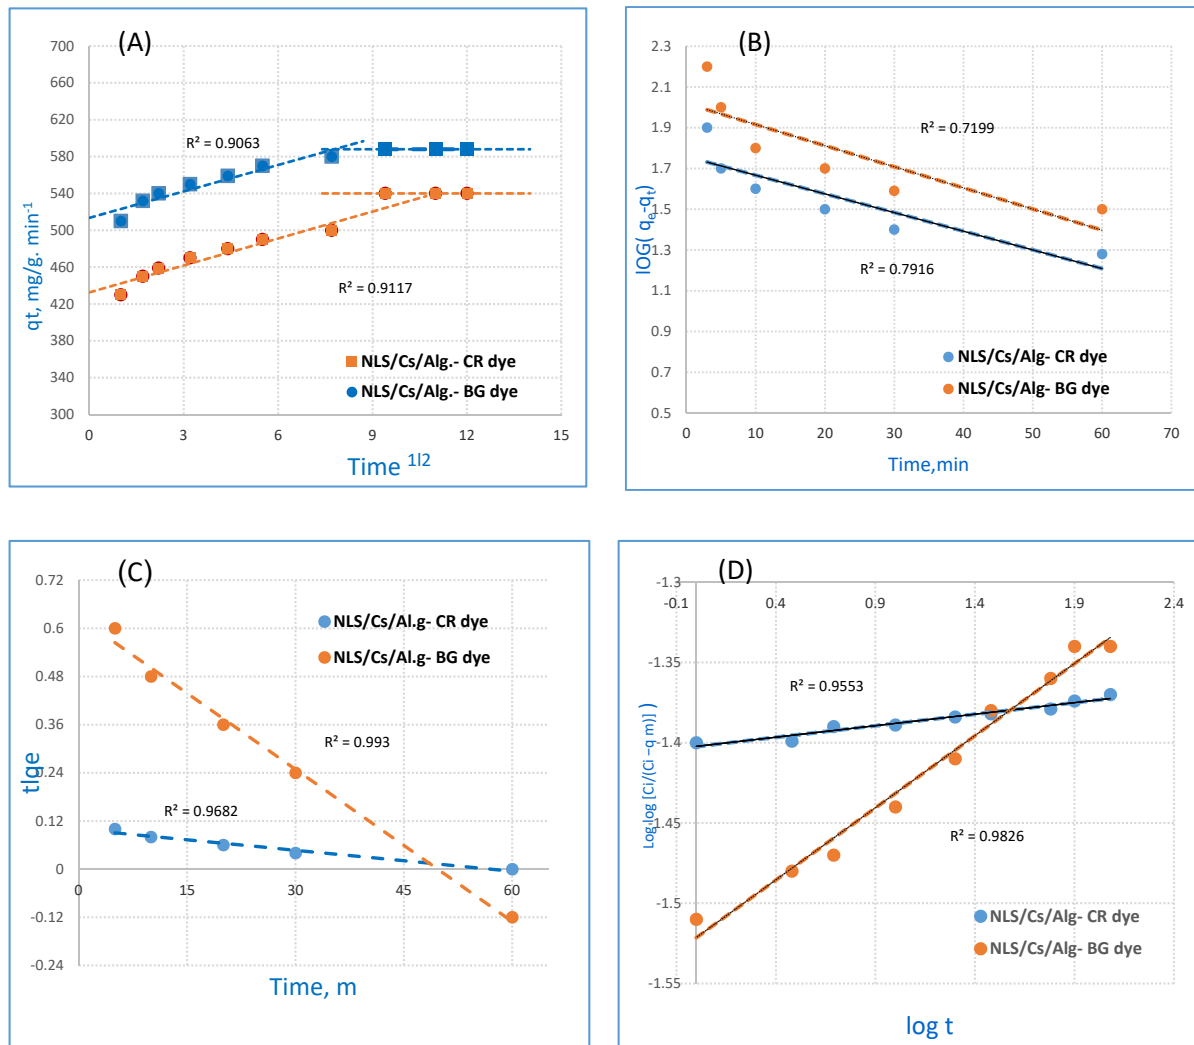 (A)
700
660
620
580
540
500
460
420
380
340
300
R² = 0.9063
R² = 0.9117
NLS/Cs/Alg.- CR dye
NLS/Cs/Alg.- BG dye
0 3 6 9 12 15
qt, mg/g. min⁻¹
Time ¹ˡ²
(B)
2.3
2.1
1.9
1.7
1.5
1.3
1.1
0.9
0.7
0.5
R² = 0.7199
R² = 0.7916
NLS/Cs/Alg- CR dye
NLS/Cs/Alg- BG dye
0 10 20 30 40 50 60 70
lOG( qe-qt)
Time,min
(C)
0.72
0.6
0.48
0.36
0.24
0.12
0
-0.12
-0.24
NLS/Cs/Al.g- CR dye
NLS/Cs/Al.g- BG dye
R² = 0.993
R² = 0.9682
0 15 30 45 60
tlqe
Time, m
(D)
-1.3
-0.1 0.4 0.9 1.4 1.9 2.4
-1.35
-1.4
-1.45
-1.5
-1.55
R² = 0.9553
R² = 0.9826
NLS/Cs/Alg- CR dye
NLS/Cs/Alg- BG dye
Log log [Ci/(Ci −q m)] )
log t